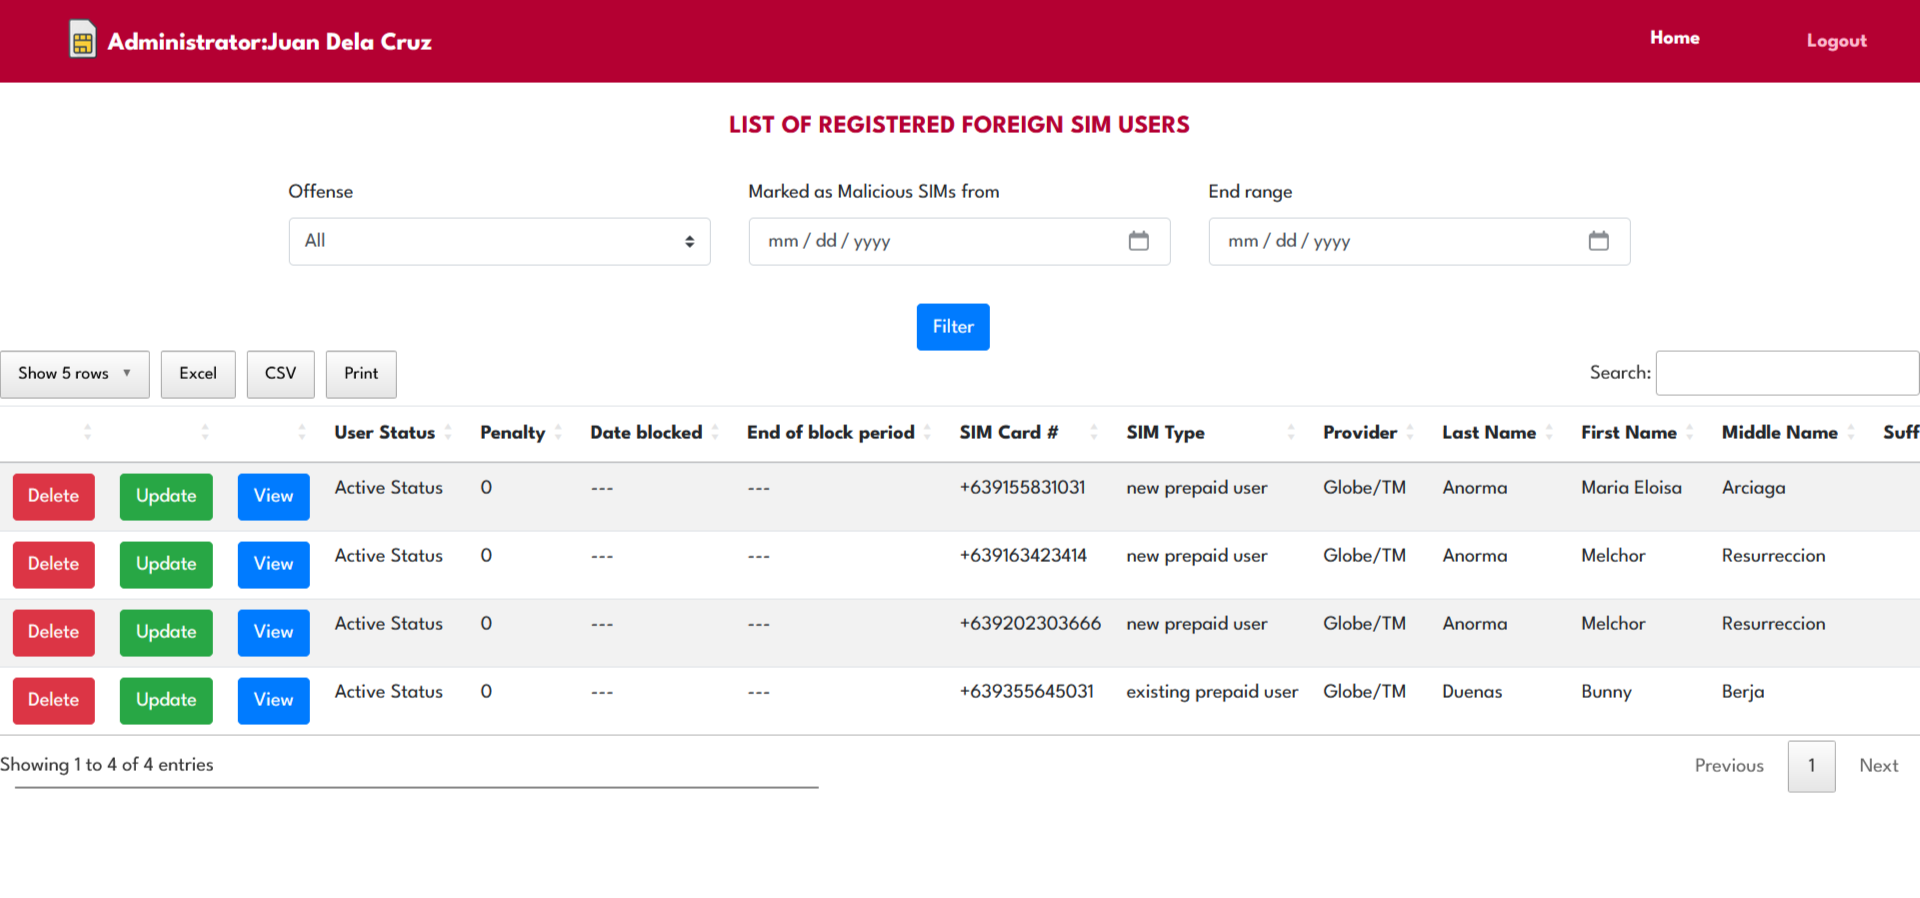 Administrator:Juan Dela Cruz Home Logout
LIST OF REGISTERED FOREIGN SIM USERS
Offense Marked as Malicious SIMs from End range
All mm / dd / yyyy mm / dd / yyyy
Filter
Show 5 rows ▼ Excel CSV Print Search:
User Status Penalty Date blocked End of block period SIM Card # SIM Type Provider Last Name First Name Middle Name Suff
Delete Update View Active Status 0 --- --- +639155831031 new prepaid user Globe/TM Anorma Maria Eloisa Arciaga
Delete Update View Active Status 0 --- --- +639163423414 new prepaid user Globe/TM Anorma Melchor Resurreccion
Delete Update View Active Status 0 --- --- +639202303666 new prepaid user Globe/TM Anorma Melchor Resurreccion
Delete Update View Active Status 0 --- --- +639355645031 existing prepaid user Globe/TM Duenas Bunny Berja
Showing 1 to 4 of 4 entries Previous 1 Next